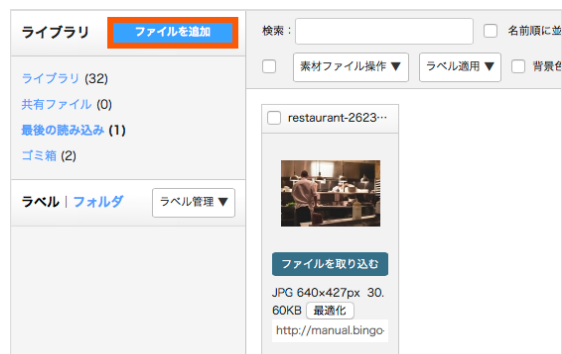 ライブラリ ファイルを追加
ライブラリ (32)
共有ファイル (0)
最後の読み込み (1)
ゴミ箱 (2)
ラベル | フォルダ ラベル管理 ▼
検索: 名前順に並
素材ファイル操作 ▼ ラベル適用 ▼ 背景色
restaurant-2623…
ファイルを取り込む
JPG 640×427px 30.
60KB 最適化
http://manual.bingo-